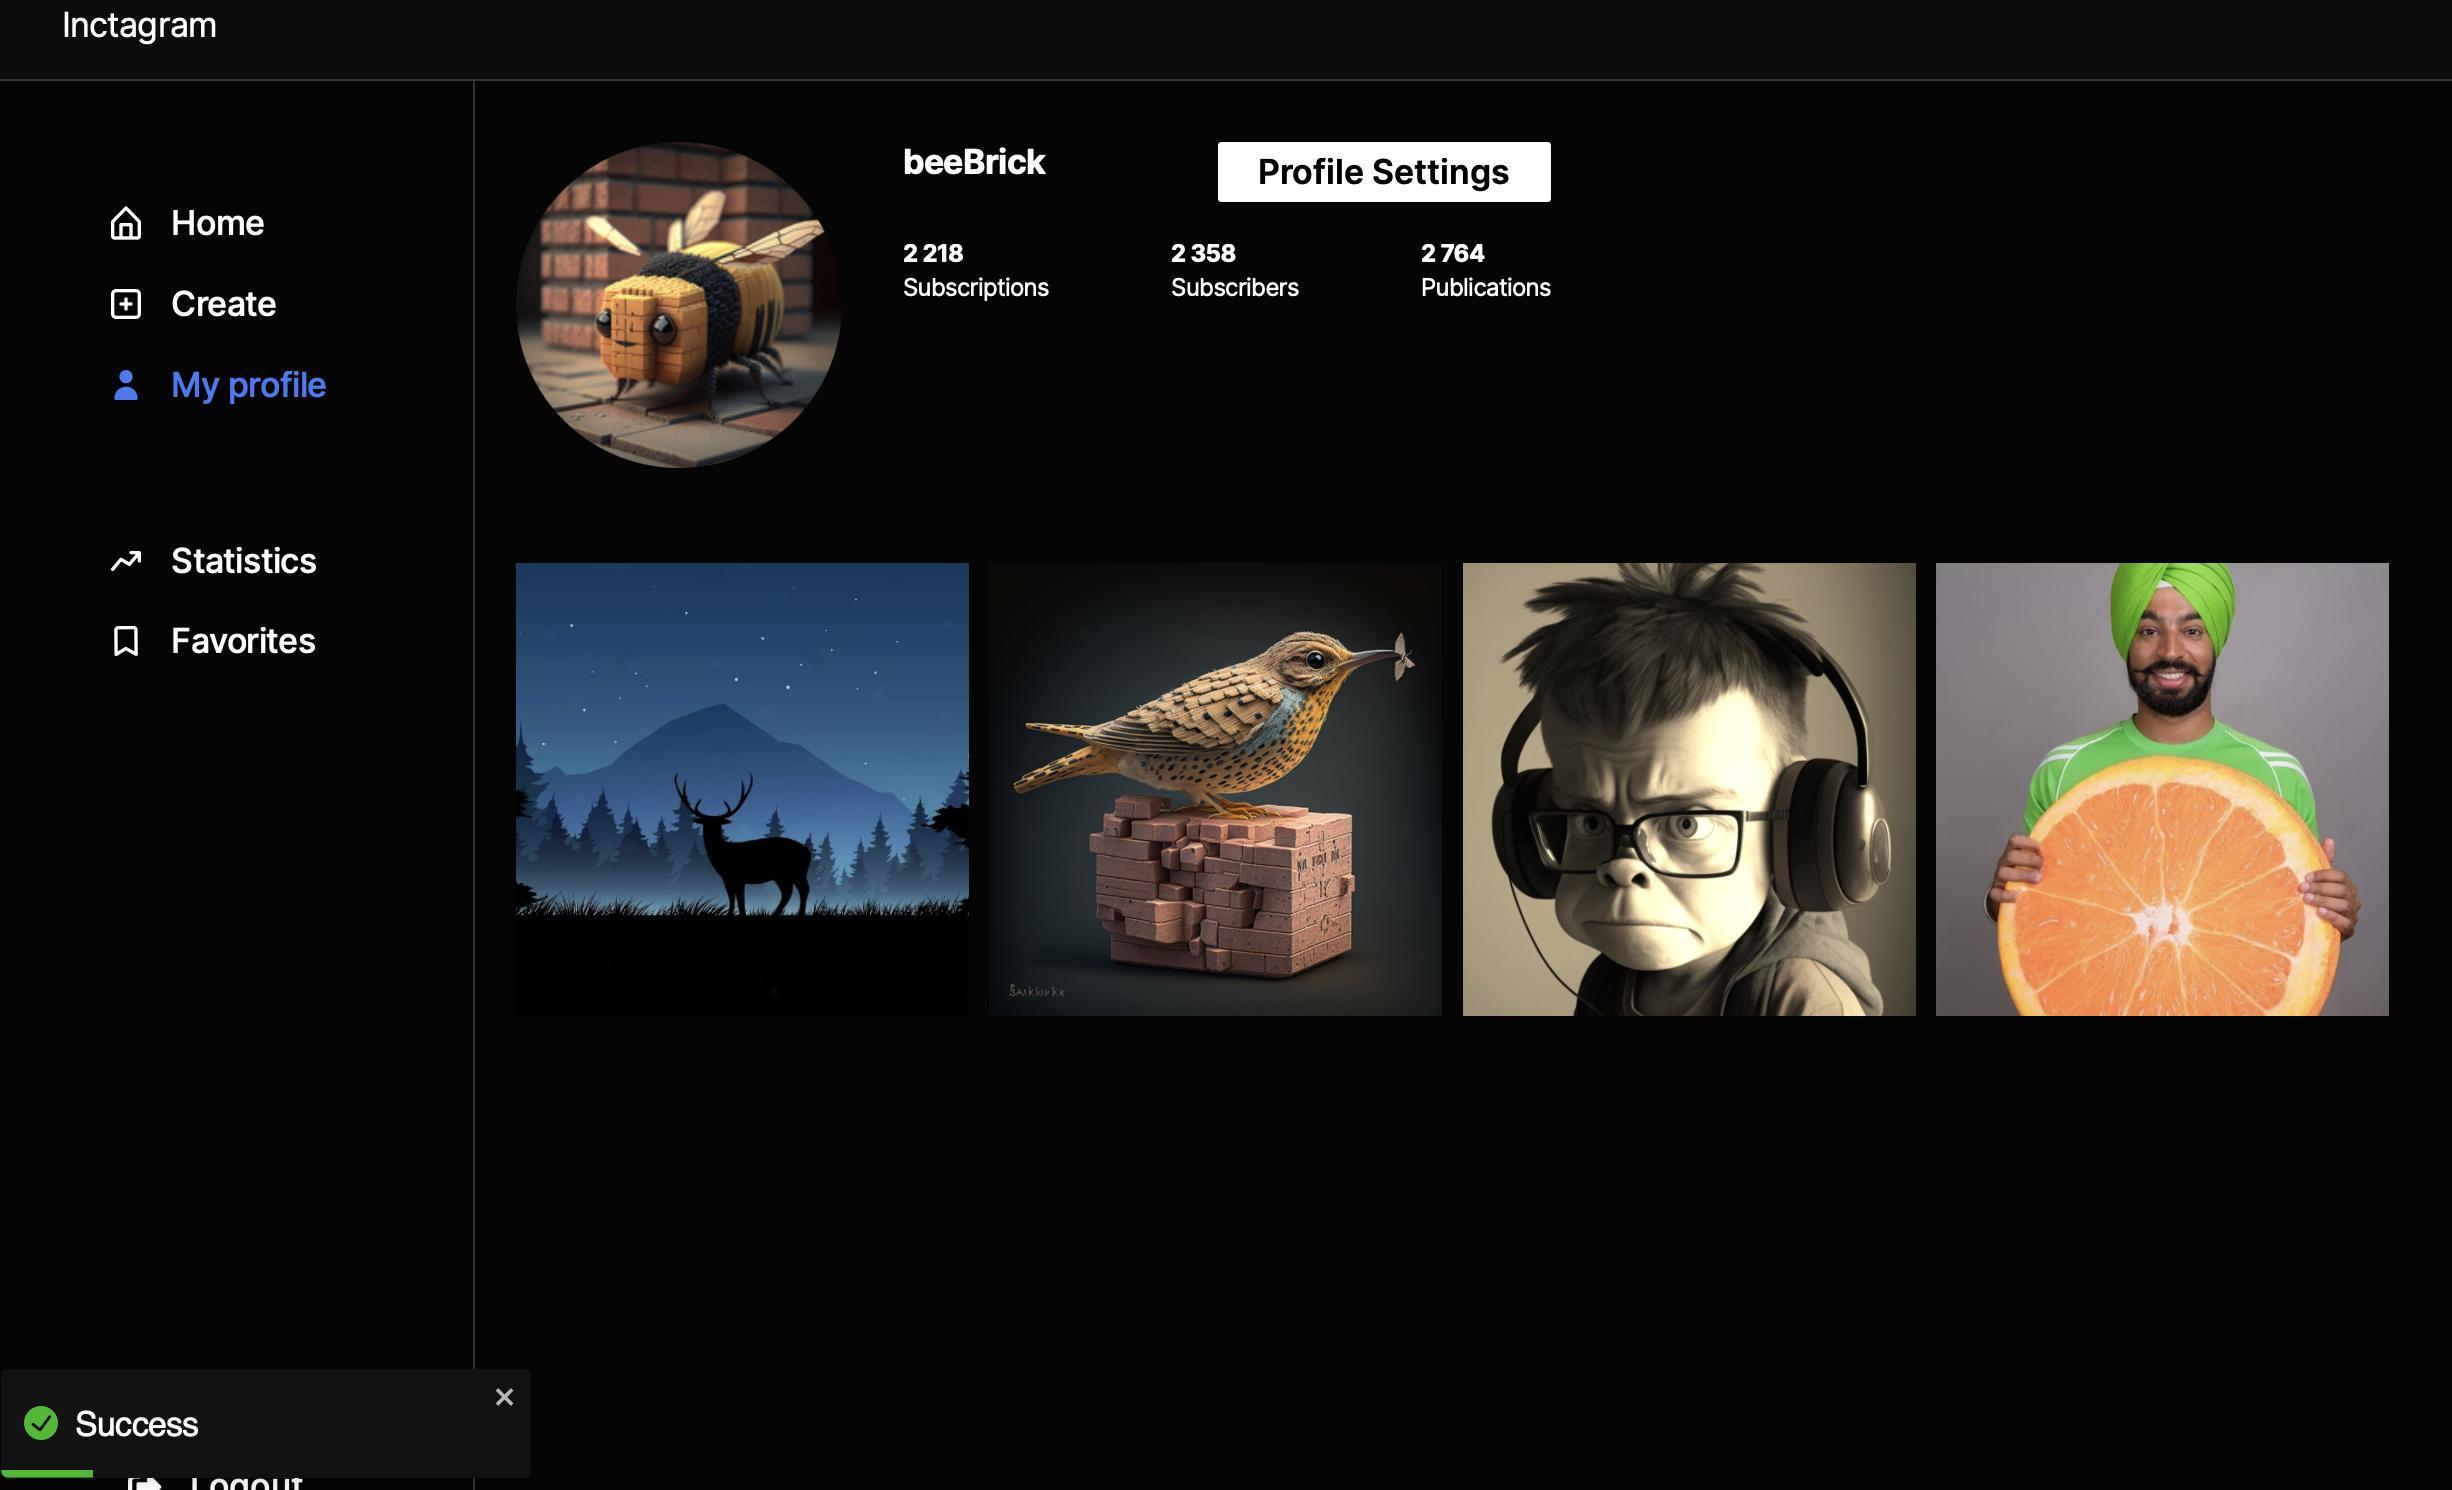 Inctagram
Home
Create
My profile
Statistics
Favorites
beeBrick
Profile Settings
2 218
2 358
2 764
Subscriptions
Subscribers
Publications
Success
Logout